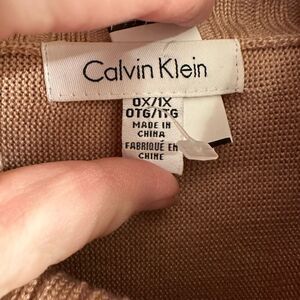 Calvin Klein
0X/1X
0TG/1TG
MADE IN
CHINA
FABRIQUÉ EN
CHINE